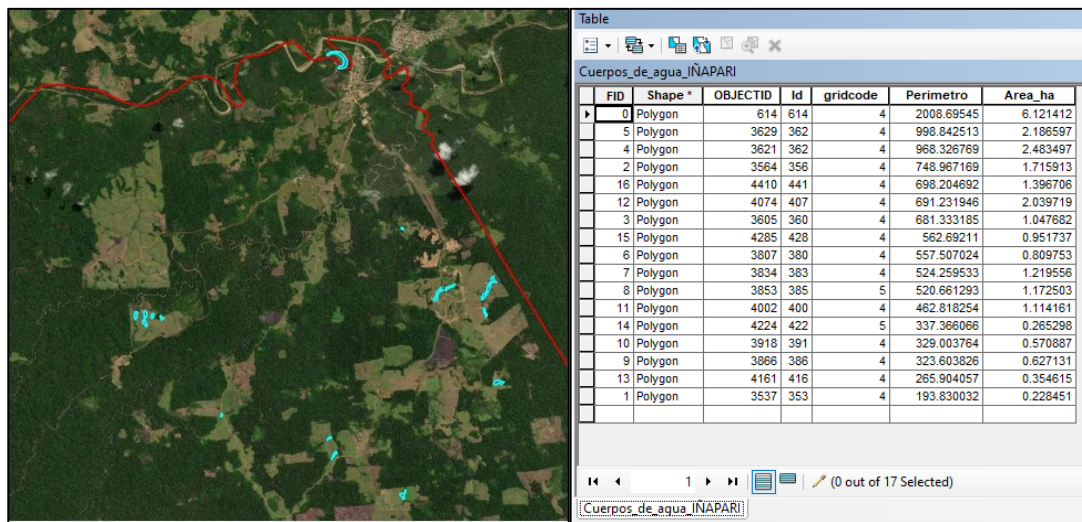 Table
Cuerpos_de_agua_IÑAPARI
FID Shape * OBJECTID Id gridcode Perimetro Area_ha
0 Polygon 614 614 4 2008.69545 6.121412
5 Polygon 3629 362 4 998.842513 2.186597
4 Polygon 3621 362 4 968.326769 2.483497
2 Polygon 3564 356 4 748.967169 1.715913
16 Polygon 4410 441 4 698.204692 1.396706
12 Polygon 4074 407 4 691.231946 2.039719
3 Polygon 3605 360 4 681.333185 1.047682
15 Polygon 4285 428 4 562.69211 0.951737
6 Polygon 3807 380 4 557.507024 0.809753
7 Polygon 3834 383 4 524.259533 1.219556
8 Polygon 3853 385 5 520.661293 1.172503
11 Polygon 4002 400 4 462.818254 1.114161
14 Polygon 4224 422 5 337.366066 0.265298
10 Polygon 3918 391 4 329.003764 0.570887
9 Polygon 3866 386 4 323.603826 0.627131
13 Polygon 4161 416 4 265.904057 0.354615
1 Polygon 3537 353 4 193.830032 0.228451
1 (0 out of 17 Selected)
Cuerpos_de_agua_IÑAPARI